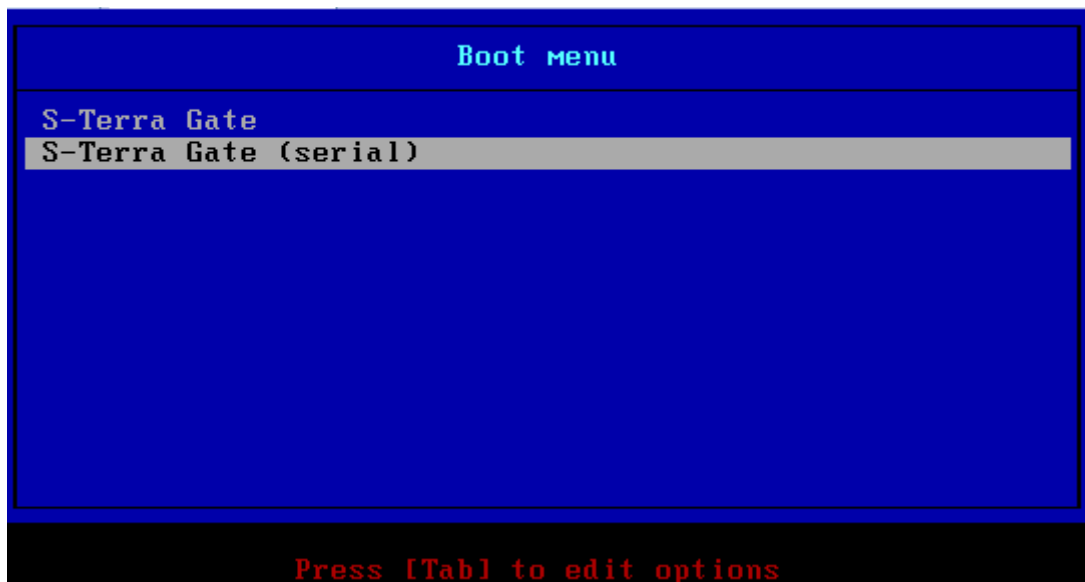 Boot menu
S-Terra Gate
S-Terra Gate (serial)
Press [Tab] to edit options